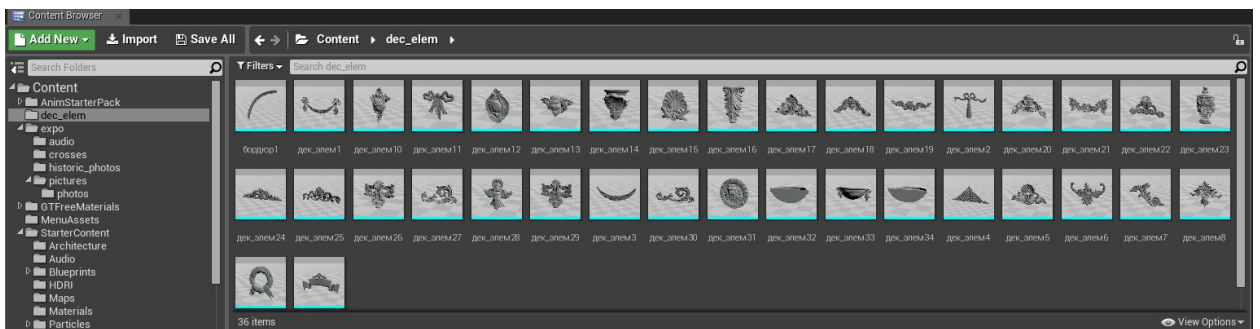 Content Browser
Add New Import Save All Content dec_elem
Search Folders
Filters Search dec_elem
Content
AnimStarterPack
dec_elem
expo
audio
crosses
historic_photos
pictures
photos
GTFreeMaterials
MenuAssets
StarterContent
Architecture
Audio
Blueprints
HDRI
Maps
Materials
Particles
бордюр1 дек_элем1 дек_элем10 дек_элем11 дек_элем12 дек_элем13 дек_элем14 дек_элем15 дек_элем16 дек_элем17 дек_элем18 дек_элем19 дек_элем2 дек_элем20 дек_элем21 дек_элем22 дек_элем23
дек_элем24 дек_элем25 дек_элем26 дек_элем27 дек_элем28 дек_элем29 дек_элем3 дек_элем30 дек_элем31 дек_элем32 дек_элем33 дек_элем34 дек_элем4 дек_элем5 дек_элем6 дек_элем7 дек_элем8
36 items View Options